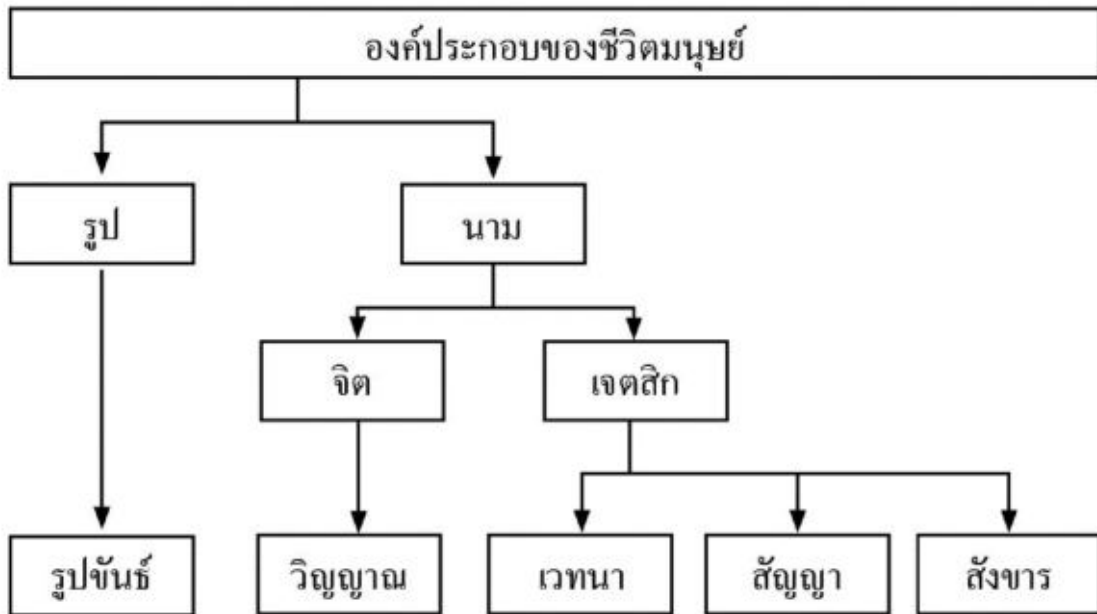 องค์ประกอบของชีวิตมนุษย์
รูป
นาม
จิต
เจตสิก
รูปขันธ์
วิญญาณ
เวทนา
สัญญา
สังขาร